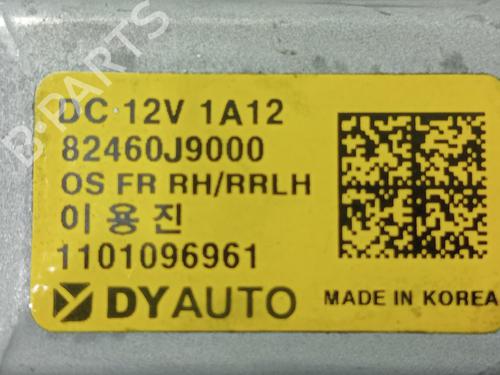 B-PARTS
DC 12V 1A12
82460J9000
OS FR RH/RRLH
이 용 진
1101096961
DYAUTO
MADE IN KOREA